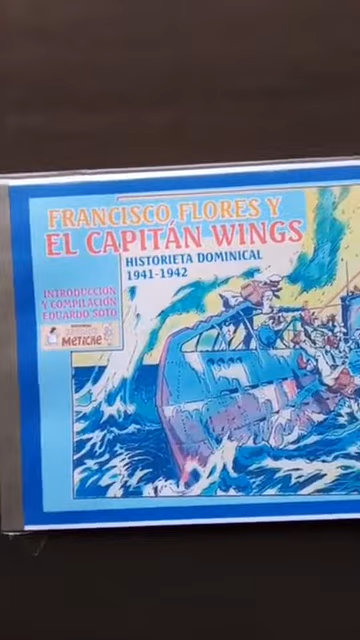 FRANCISCO FLORES Y
EL CAPITÁN WINGS
HISTORIETA DOMINICAL
1941-1942
INTRODUCCIÓN
Y COMPILACIÓN
EDUARDO SOTO
METICHE